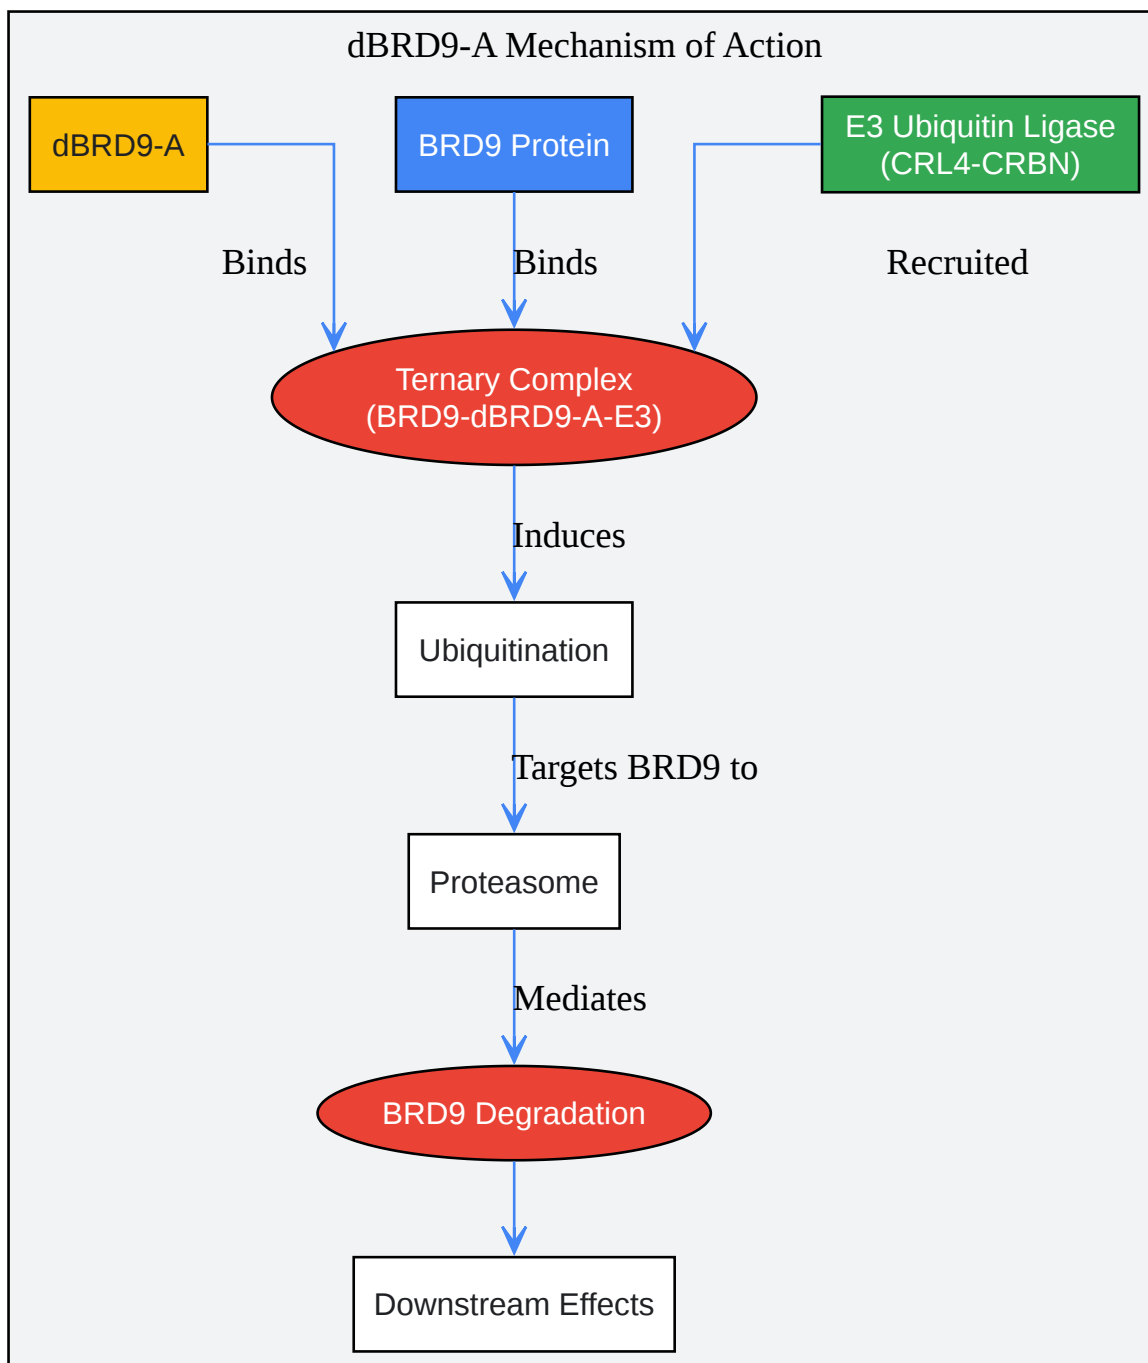 dBRD9-A Mechanism of Action
dBRD9-A
BRD9 Protein
E3 Ubiquitin Ligase
(CRL4-CRBN)
Binds
Binds
Recruited
Ternary Complex
(BRD9-dBRD9-A-E3)
Induces
Ubiquitination
Targets BRD9 to
Proteasome
Mediates
BRD9 Degradation
Downstream Effects